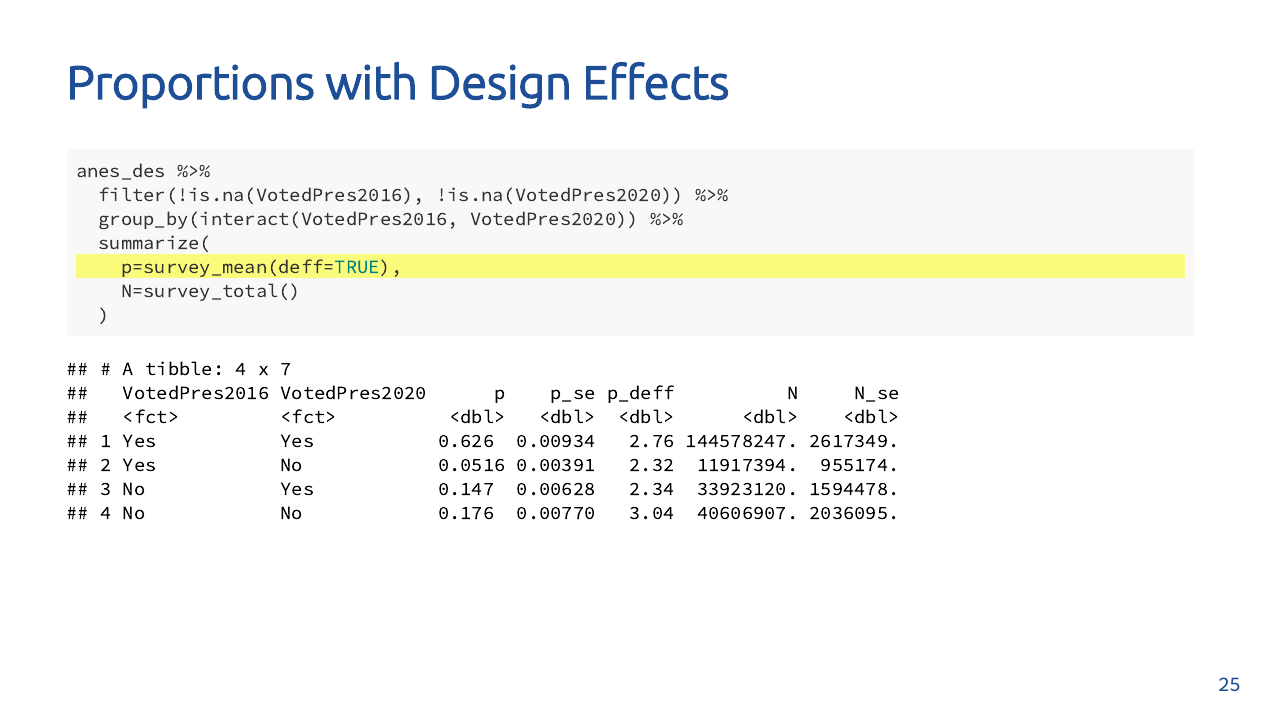 Proportions with Design Effects
anes_des %>%
  filter(!is.na(VotedPres2016), !is.na(VotedPres2020)) %>%
  group_by(interact(VotedPres2016, VotedPres2020)) %>%
  summarize(
    p=survey_mean(deff=TRUE),
    N=survey_total()
  )
## # A tibble: 4 x 7
##   VotedPres2016 VotedPres2020      p    p_se p_deff          N     N_se
##   <fct>         <fct>          <dbl>   <dbl>  <dbl>      <dbl>    <dbl>
## 1 Yes           Yes           0.626  0.00934   2.76 144578247. 2617349.
## 2 Yes           No            0.0516 0.00391   2.32  11917394.  955174.
## 3 No            Yes           0.147  0.00628   2.34  33923120. 1594478.
## 4 No            No            0.176  0.00770   3.04  40606907. 2036095.
25